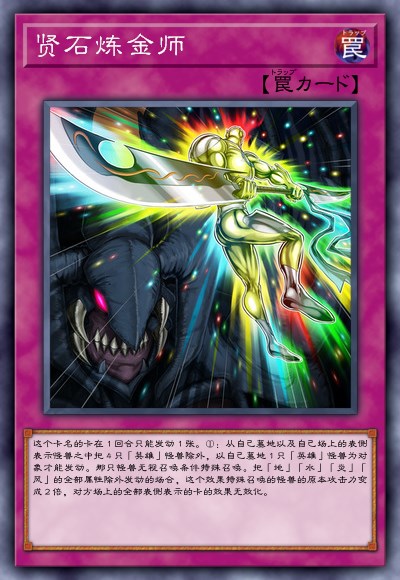 贤石炼金师
トラップ
罠
【罠カード】
トラップ
这个卡名的卡在1回合只能发动1张。①：从自己墓地以及自己场上的表侧
表示怪兽之中把4只「英雄」怪兽除外，以自己墓地1只「英雄」怪兽为对
象才能发动。那只怪兽无视召唤条件特殊召唤。把「地」「水」「炎」「
风」的全部属性除外发动的场合，这个效果特殊召唤的怪兽的原本攻击力变
成2倍，对方场上的全部表侧表示的卡的效果无效化。